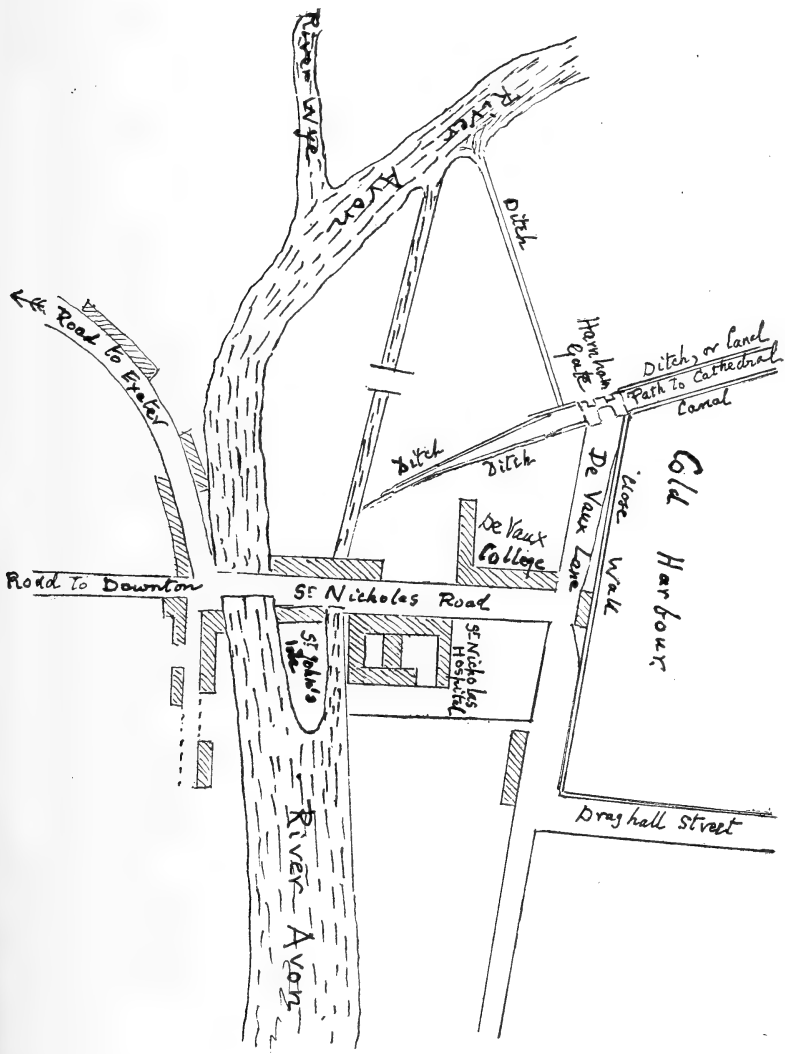 River Wye
River
Avon
Ditch
Harnham
Gate
Ditch, or Canal
Path to Cathedral
Canal
Road to Exeter
Ditch
Ditch
De Vaux Lane
Close Wall
Cold Harbour
De Vaux
College
Road to Downton
St Nicholas Road
St John's
Isle
St Nicholas
Hospital
Draghall Street
River Avon